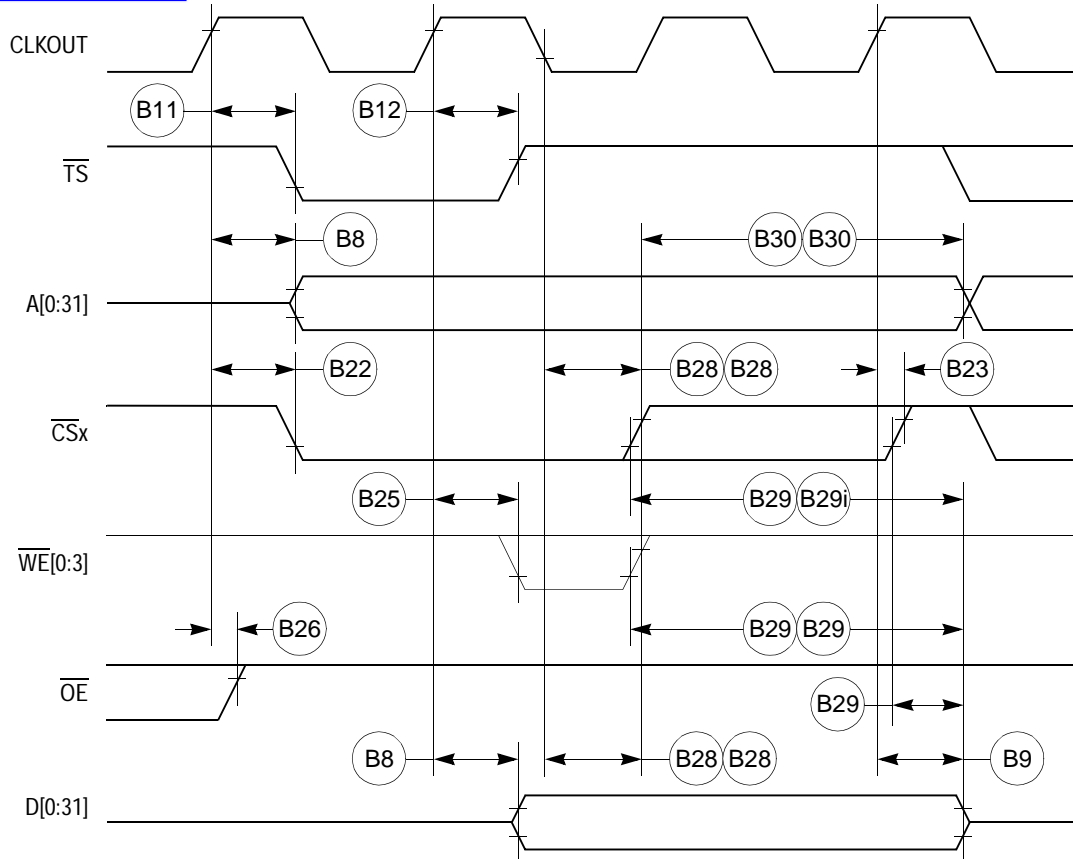 CLKOUT
B11
B12
TS
B8
B30 B30
A[0:31]
B22
B28 B28
B23
CSx
B25
B29 B29i
WE[0:3]
B26
B29 B29
OE
B29
B8
B28 B28
B9
D[0:31]